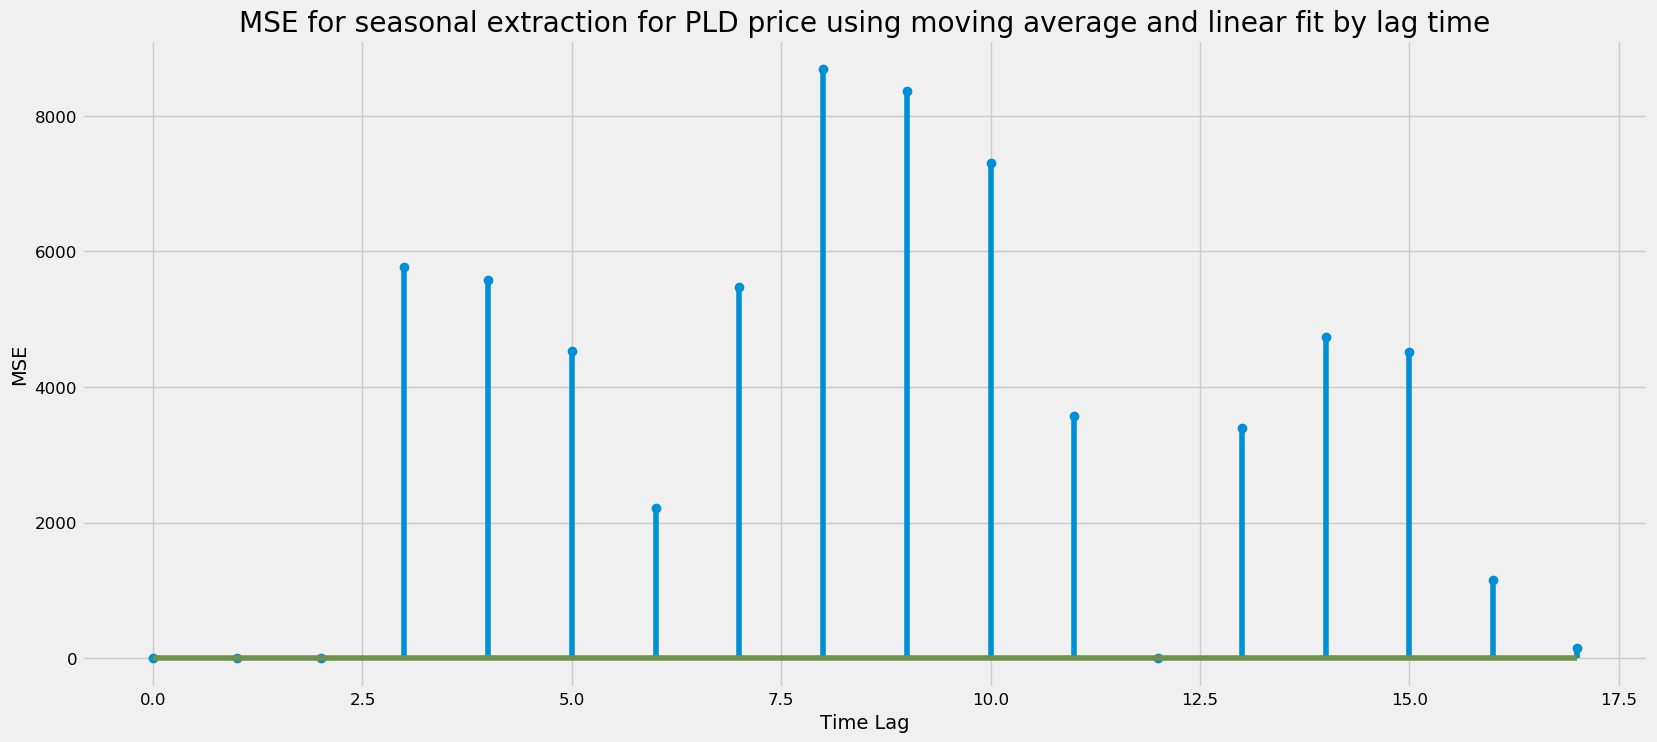 MSE for seasonal extraction for PLD price using moving average and linear fit by lag time
8000
6000
4000
2000
0
MSE
0.0 2.5 5.0 7.5 10.0 12.5 15.0 17.5
Time Lag